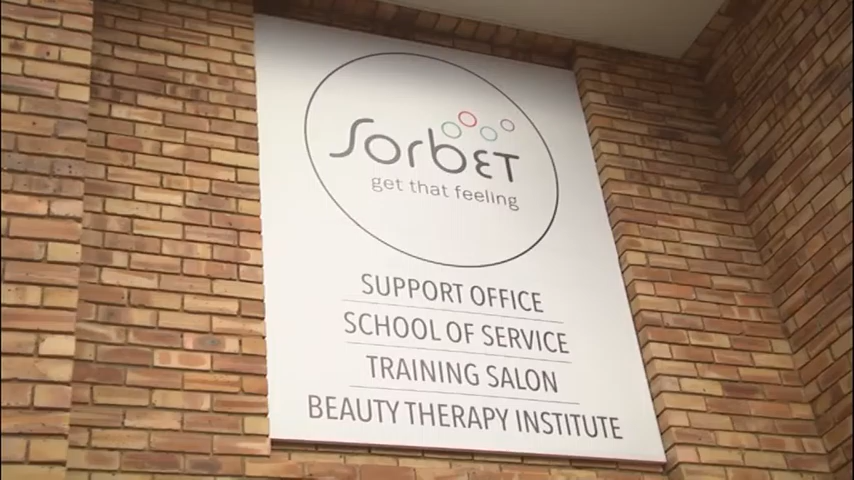 Sorbet
get that feeling
SUPPORT OFFICE
SCHOOL OF SERVICE
TRAINING SALON
BEAUTY THERAPY INSTITUTE